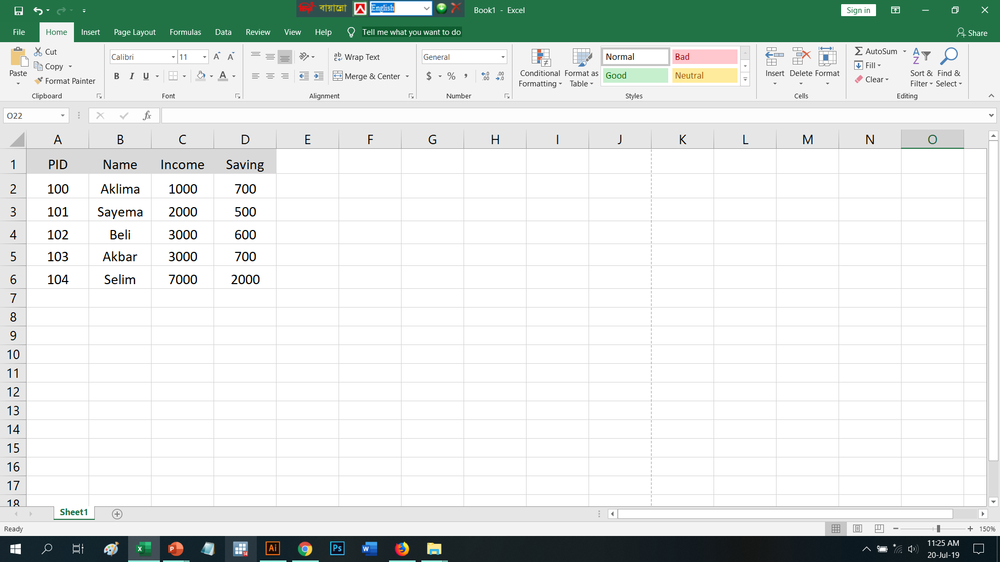 বায়ান্নো English Book1 - Excel Sign in
File Home Insert Page Layout Formulas Data Review View Help Tell me what you want to do Share
Paste Cut Copy Format Painter Clipboard
Calibri 11 B I U A Font
Wrap Text Merge & Center Alignment
General $ % , Number
Conditional Formatting Format as Table Normal Bad Good Neutral Styles
Insert Delete Format Cells
AutoSum Fill Clear Sort & Filter Find & Select Editing
O22 fx
A B C D E F G H I J K L M N O
1 PID Name Income Saving
2 100 Aklima 1000 700
3 101 Sayema 2000 500
4 102 Beli 3000 600
5 103 Akbar 3000 700
6 104 Selim 7000 2000
7
8
9
10
11
12
13
14
15
16
17
18
Sheet1
Ready 150%
Ai Ps 11:25 AM
20-Jul-19